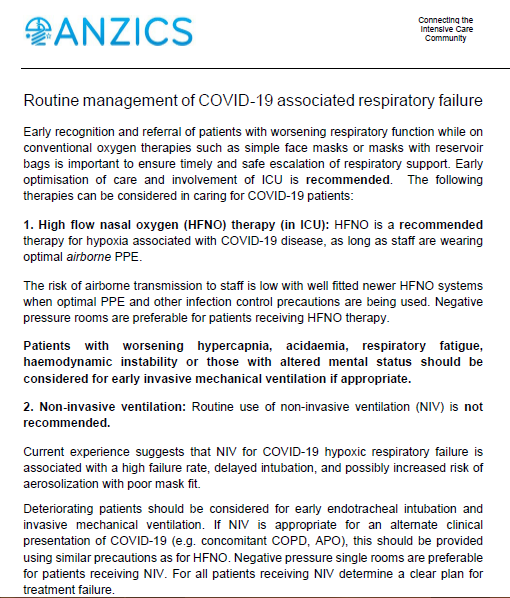 ANZICS
Connecting the
Intensive Care
Community
Routine management of COVID-19 associated respiratory failure
Early recognition and referral of patients with worsening respiratory function while on
conventional oxygen therapies such as simple face masks or masks with reservoir
bags is important to ensure timely and safe escalation of respiratory support. Early
optimisation of care and involvement of ICU is recommended. The following
therapies can be considered in caring for COVID-19 patients:
1. High flow nasal oxygen (HFNO) therapy (in ICU): HFNO is a recommended
therapy for hypoxia associated with COVID-19 disease, as long as staff are wearing
optimal airborne PPE.
The risk of airborne transmission to staff is low with well fitted newer HFNO systems
when optimal PPE and other infection control precautions are being used. Negative
pressure rooms are preferable for patients receiving HFNO therapy.
Patients with worsening hypercapnia, acidaemia, respiratory fatigue,
haemodynamic instability or those with altered mental status should be
considered for early invasive mechanical ventilation if appropriate.
2. Non-invasive ventilation: Routine use of non-invasive ventilation (NIV) is not
recommended.
Current experience suggests that NIV for COVID-19 hypoxic respiratory failure is
associated with a high failure rate, delayed intubation, and possibly increased risk of
aerosolization with poor mask fit.
Deteriorating patients should be considered for early endotracheal intubation and
invasive mechanical ventilation. If NIV is appropriate for an alternate clinical
presentation of COVID-19 (e.g. concomitant COPD, APO), this should be provided
using similar precautions as for HFNO. Negative pressure single rooms are preferable
for patients receiving NIV. For all patients receiving NIV determine a clear plan for
treatment failure.